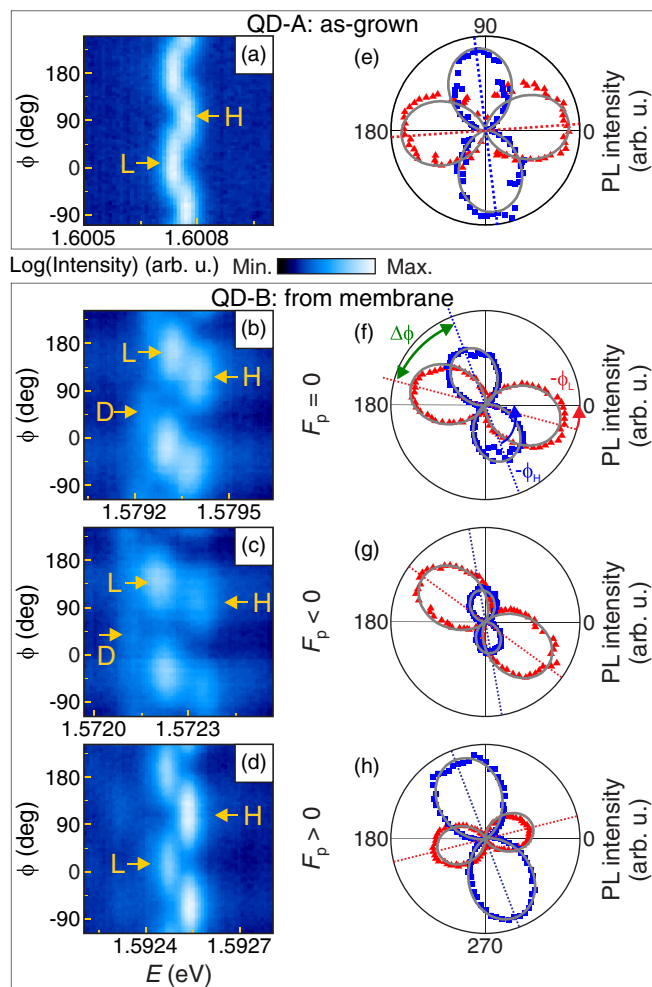 QD-A: as-grown
(a)
180
90
0
-90
ϕ (deg)
H
L
1.6005
1.6008
(e)
90
180
0
PL intensity
(arb. u.)
Log(Intensity) (arb. u.) Min. Max.
QD-B: from membrane
(b)
180
90
0
-90
ϕ (deg)
L
H
D
1.5792
1.5795
Fp = 0
(f)
Δϕ
180
0
-ϕL
-ϕH
PL intensity
(arb. u.)
(c)
180
90
0
-90
ϕ (deg)
L
H
D
1.5720
1.5723
Fp < 0
(g)
180
0
PL intensity
(arb. u.)
(d)
180
90
0
-90
ϕ (deg)
H
L
1.5924
1.5927
E (eV)
Fp > 0
(h)
180
0
270
PL intensity
(arb. u.)